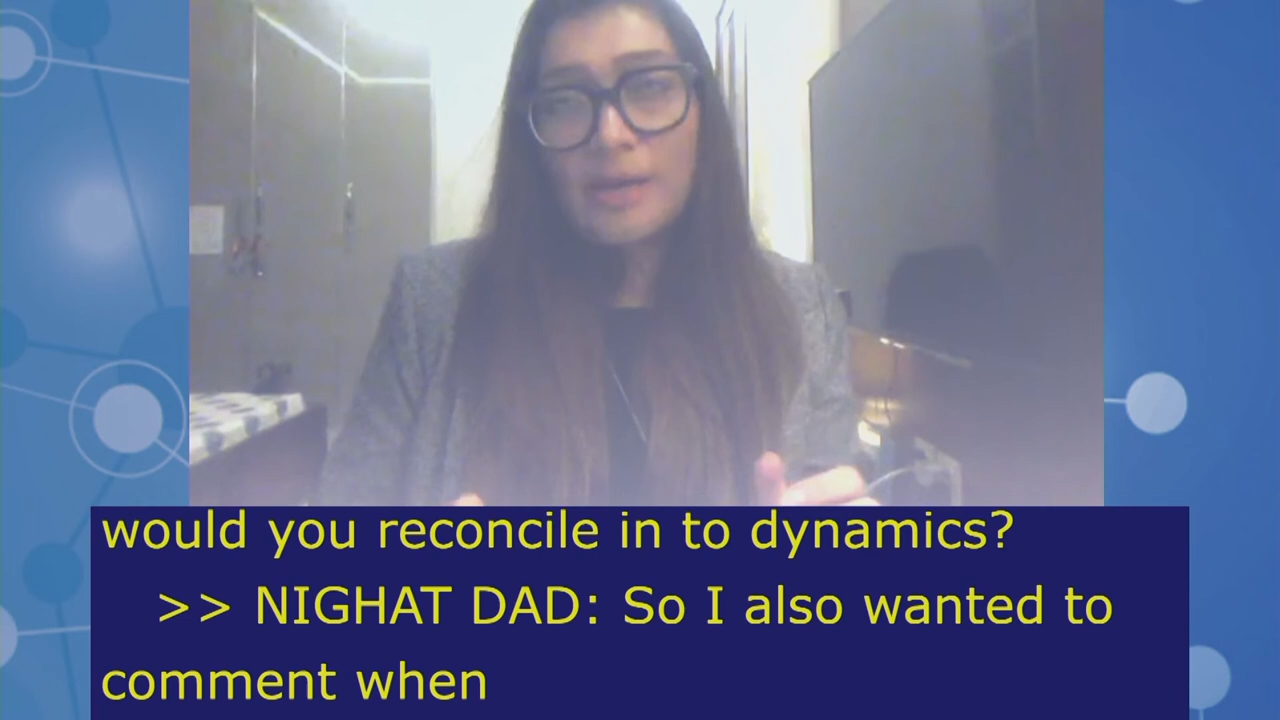 would you reconcile in to dynamics?
>> NIGHAT DAD: So I also wanted to
comment when